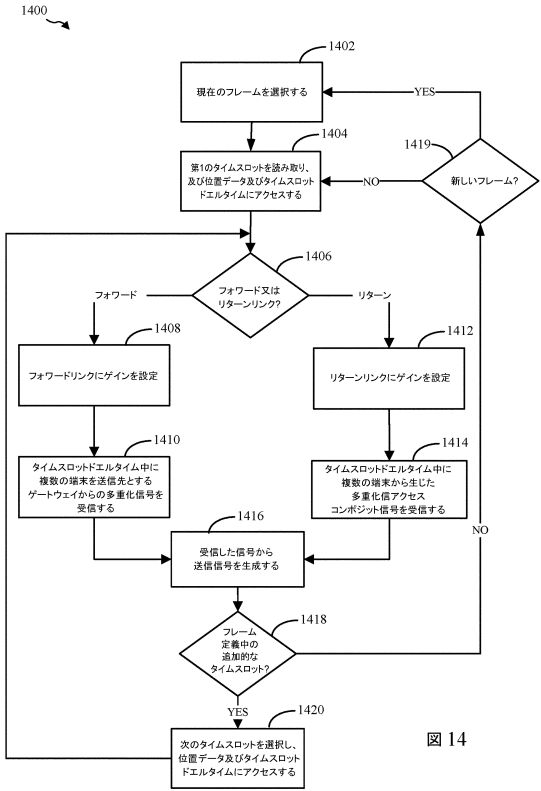 1400
1402
現在のフレームを選択する
YES
1404
1419
第1のタイムスロットを読み取り、
及び位置データ及びタイムスロット
ドエルタイムにアクセスする
NO
新しいフレーム?
1406
フォワード又は
リターンリンク?
フォワード
リターン
1408
フォワードリンクにゲインを設定
1412
リターンリンクにゲインを設定
1410
タイムスロットドエルタイム中に
複数の端末を送信先とする
ゲートウェイからの多重化信号を
受信する
1414
タイムスロットドエルタイム中に
複数の端末から生じた
多重化信アクセス
コンポジット信号を受信する
1416
受信した信号から
送信信号を生成する
NO
1418
フレーム
定義中の
追加的な
タイムスロット?
YES
1420
次のタイムスロットを選択し、
位置データ及びタイムスロット
ドエルタイムにアクセスする
図 14